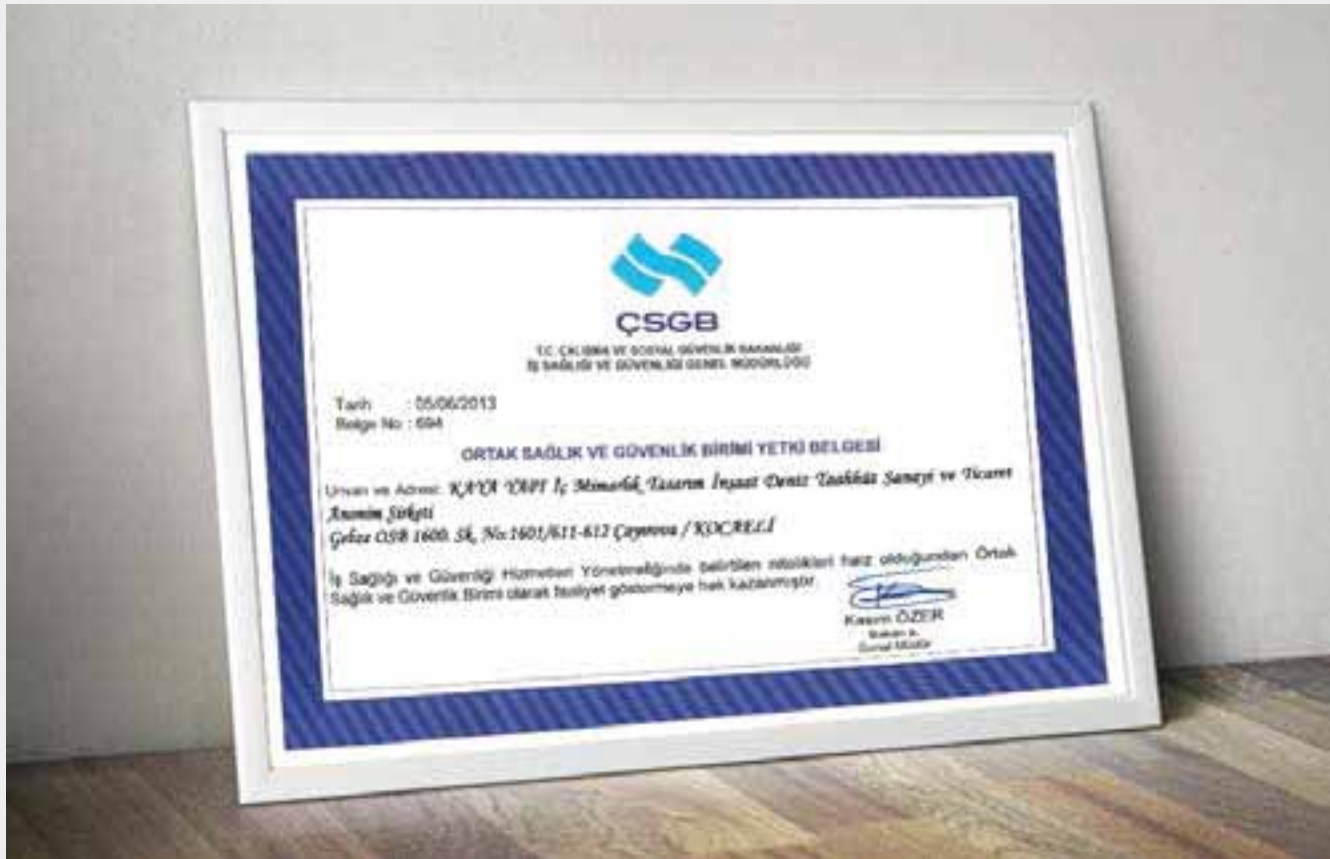 ÇSGB
T.C. ÇALIŞMA VE SOSYAL GÜVENLİK BAKANLIĞI
İŞ SAĞLIĞI VE GÜVENLİĞİ GENEL MÜDÜRLÜĞÜ
Tarih : 05/06/2013
Belge No : 694
ORTAK SAĞLIK VE GÜVENLİK BİRİMİ YETKİ BELGESİ
Unvan ve Adresi: KAYA YAPI İç Mimarlık Tasarım İnşaat Deniz Taahhüt Sanayi ve Ticaret
Anonim Şirketi
Gebze OSB 1600. Sk. No:1601/611-612 Çayırova / KOCAELİ
İş Sağlığı ve Güvenliği Hizmetleri Yönetmeliğinde belirtilen nitelikleri haiz olduğundan Ortak
Sağlık ve Güvenlik Birimi olarak faaliyet göstermeye hak kazanmıştır.
Kasım ÖZER
Bakan a.
Genel Müdür